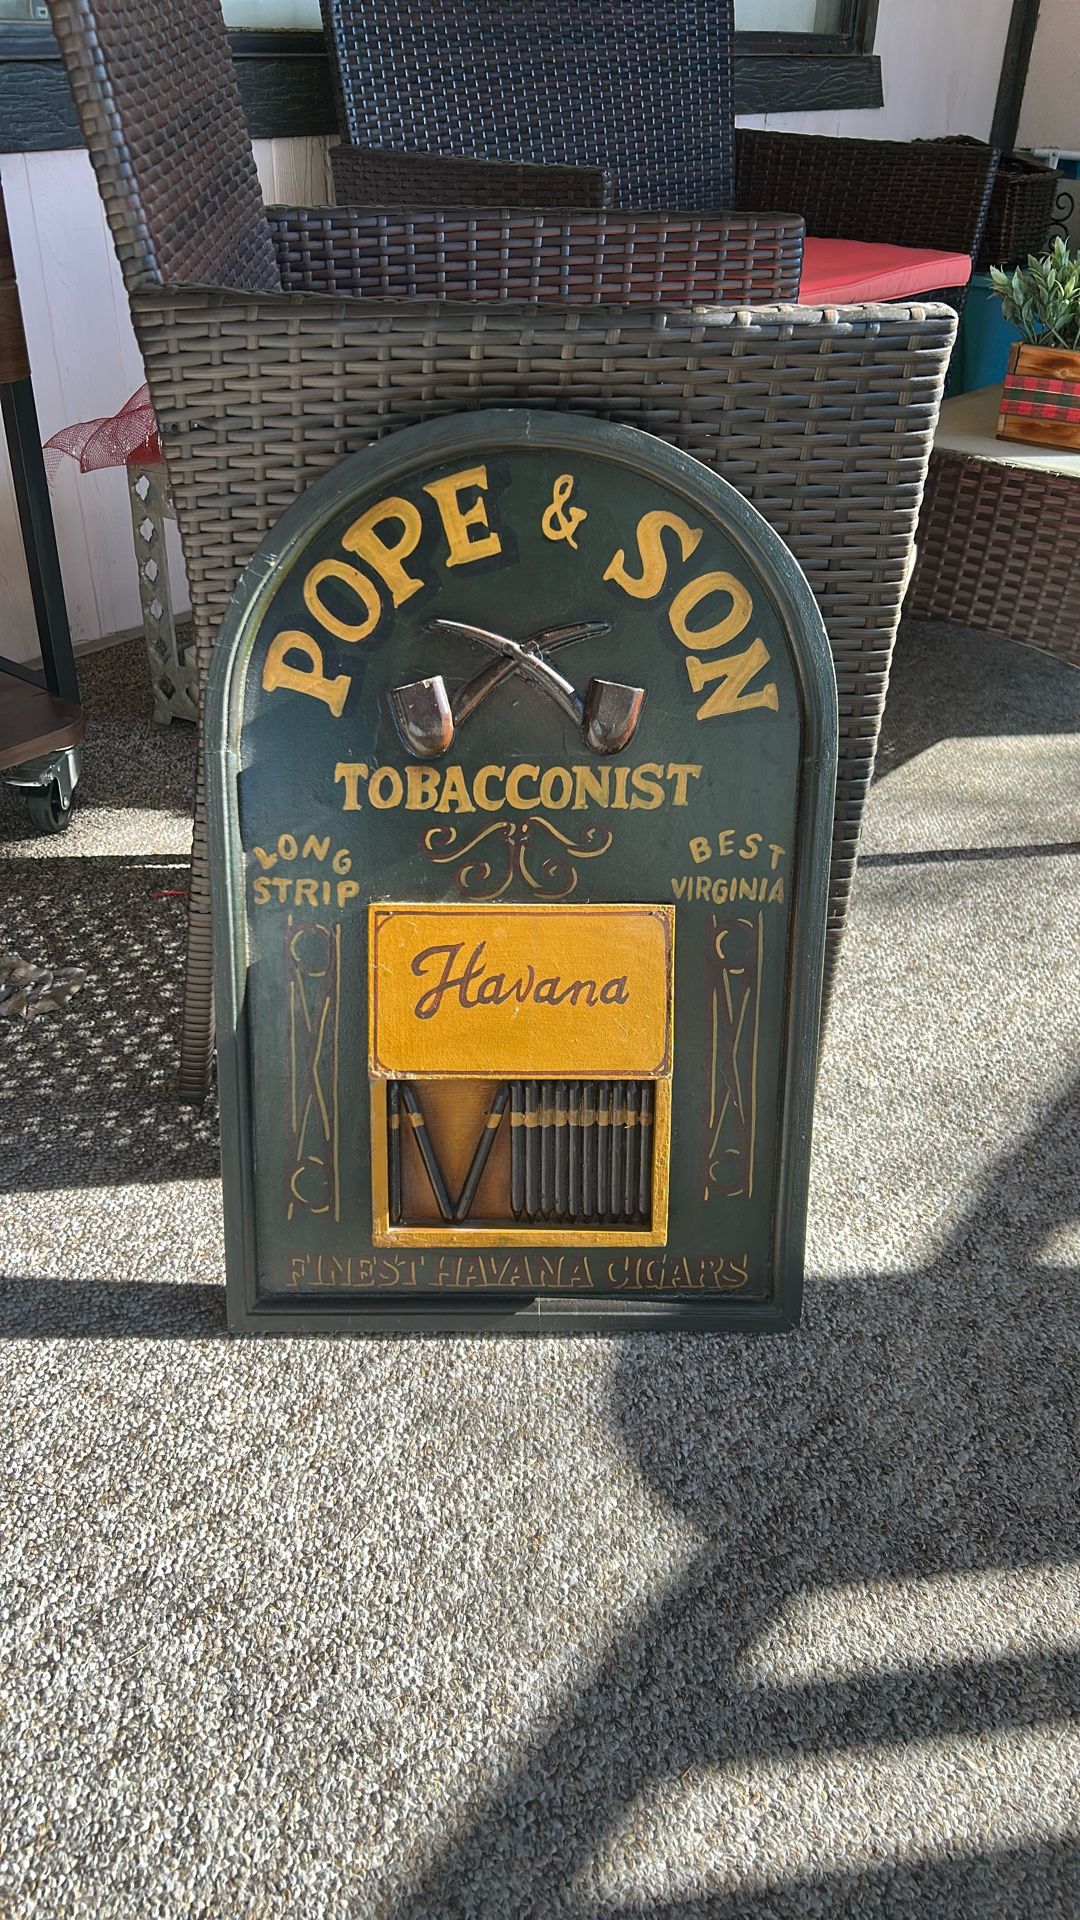 POPE & SON
TOBACCONIST
LONG
STRIP
BEST
VIRGINIA
Havana
FINEST HAVANA CIGARS